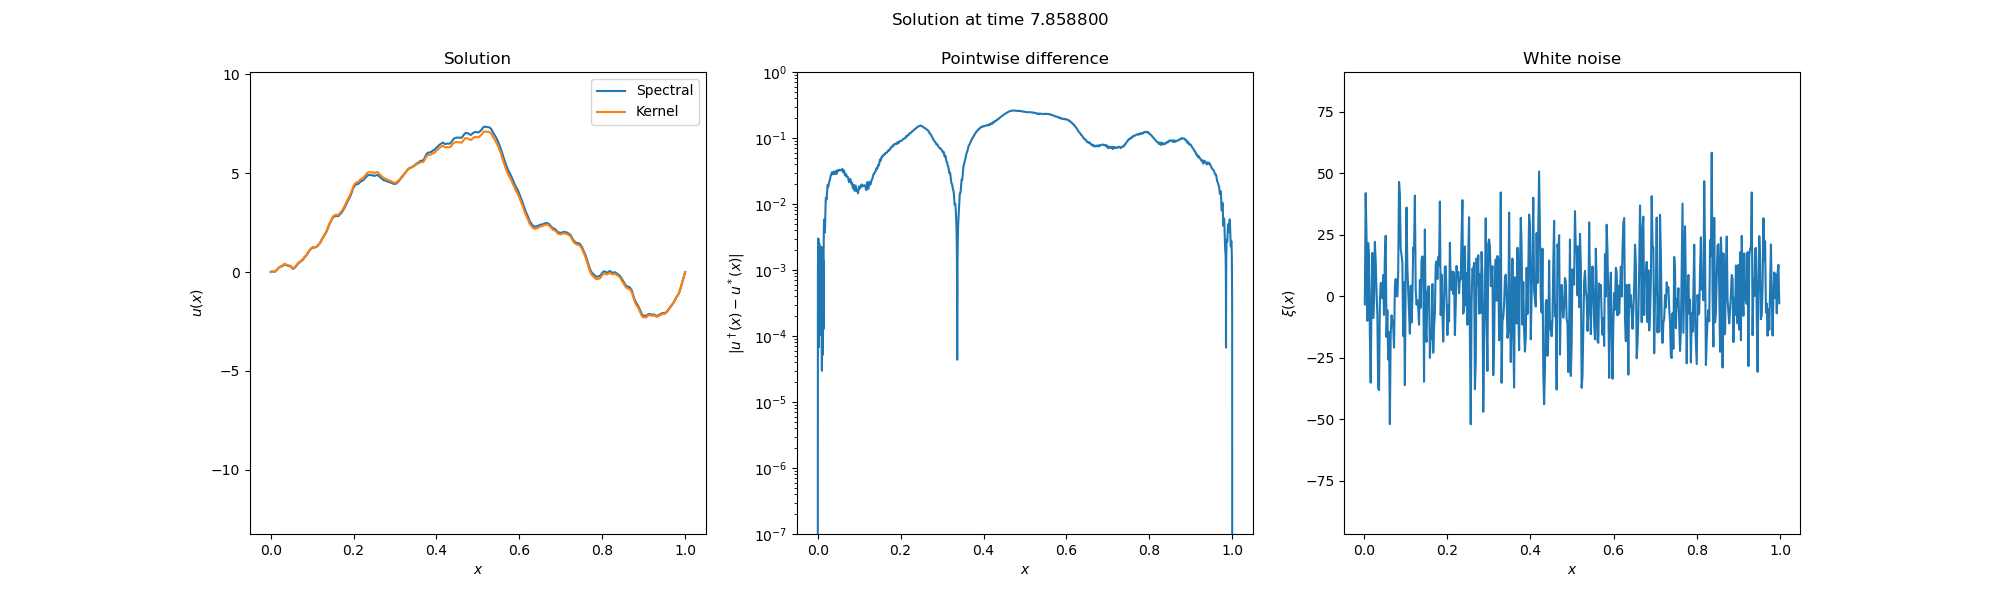 Solution at time 7.858800
Solution
10
5
0
−5
−10
u(x)
Spectral
Kernel
0.0 0.2 0.4 0.6 0.8 1.0
x
Pointwise difference
10⁰
10⁻¹
10⁻²
10⁻³
10⁻⁴
10⁻⁵
10⁻⁶
10⁻⁷
|u†(x) − u*(x)|
0.0 0.2 0.4 0.6 0.8 1.0
x
White noise
75
50
25
0
−25
−50
−75
ξ(x)
0.0 0.2 0.4 0.6 0.8 1.0
x